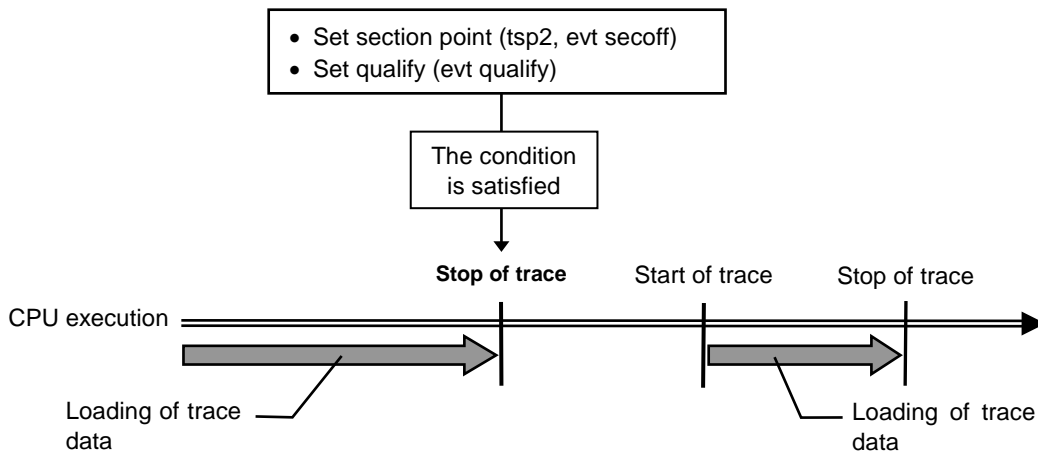 • Set section point (tsp2, evt secoff)
• Set qualify (evt qualify)
The condition
is satisfied
Stop of trace
Start of trace
Stop of trace
CPU execution
Loading of trace
data
Loading of trace
data